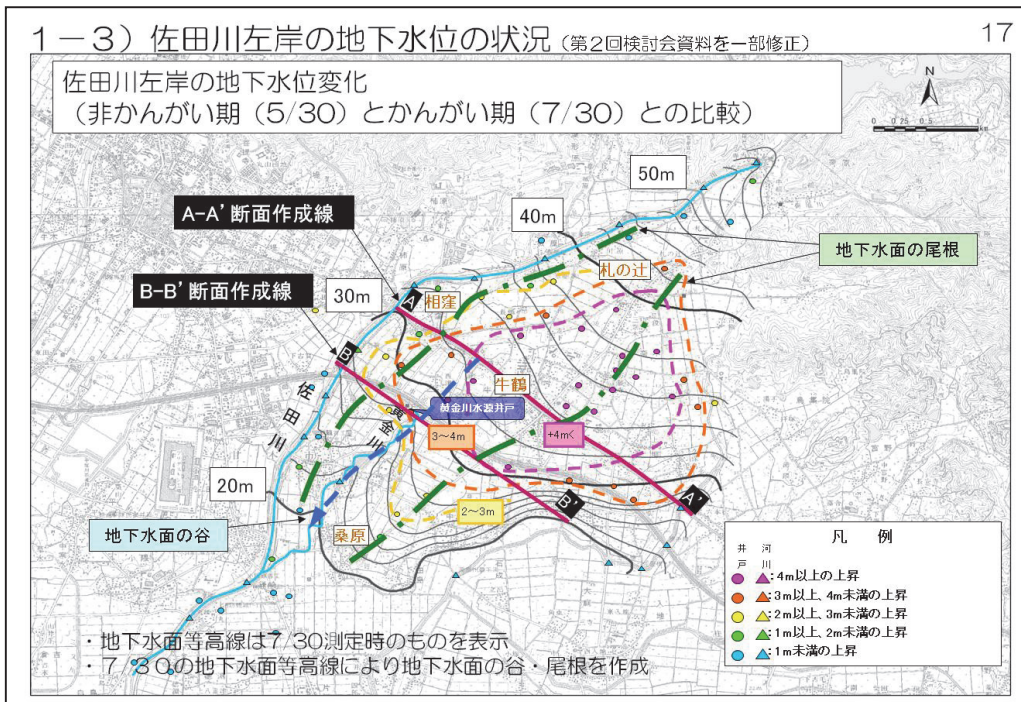 1-3)佐田川左岸の地下水位の状況(第2回検討会資料を一部修正)
17
佐田川左岸の地下水位変化
(非かんがい期(5/30)とかんがい期(7/30)との比較)
N
0 0.25 0.5 1
50m
A-A'断面作成線
40m
地下水面の尾根
札の辻
B-B'断面作成線
30m
A
相窪
B
佐田川
牛鶴
黄金川水源井戸
黄金川
3~4m
+4m<
20m
A'
B'
2~3m
地下水面の谷
桑原
凡 例
井戸 河川
:4m以上の上昇
:3m以上、4m未満の上昇
:2m以上、3m未満の上昇
:1m以上、2m未満の上昇
:1m未満の上昇
・地下水面等高線は7/30測定時のものを表示
・7/30の地下水面等高線により地下水面の谷・尾根を作成